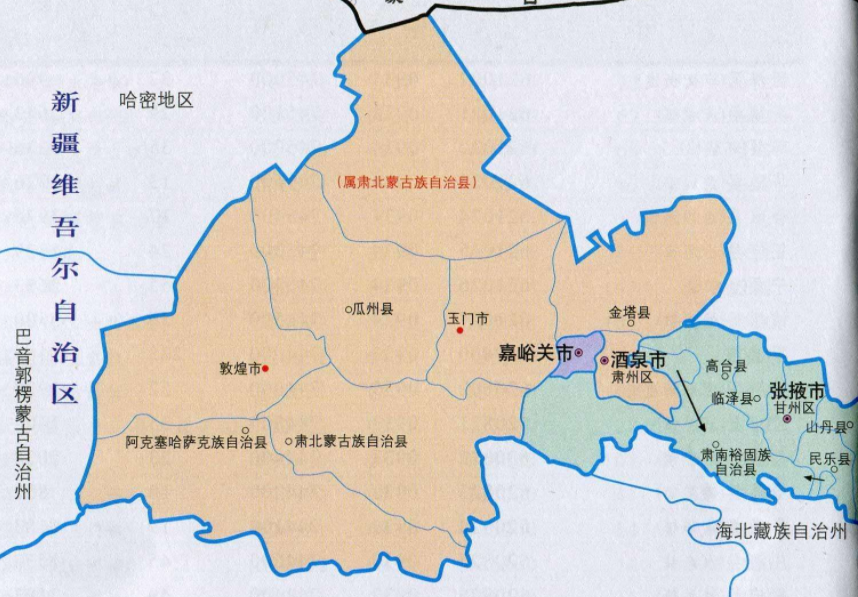 新疆维吾尔自治区
哈密地区
(属肃北蒙古族自治县)
瓜州县
玉门市
金塔县
嘉峪关市
酒泉市
肃州区
高台县
临泽县
张掖市
甘州区
山丹县
民乐县
敦煌市
阿克塞哈萨克族自治县
肃北蒙古族自治县
肃南裕固族
自治县
巴音郭楞蒙古自治州
海北藏族自治州